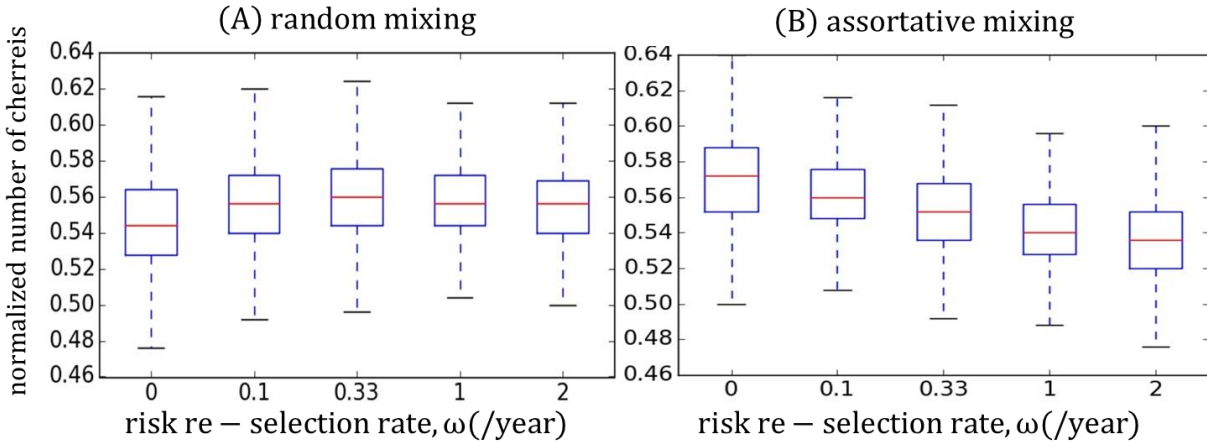 (A) random mixing
(B) assortative mixing
normalized number of cherreis
0.64
0.62
0.60
0.58
0.56
0.54
0.52
0.50
0.48
0.46
0 0.1 0.33 1 2
risk re − selection rate, ω(/year)
0.64
0.62
0.60
0.58
0.56
0.54
0.52
0.50
0.48
0.46
0 0.1 0.33 1 2
risk re − selection rate, ω(/year)